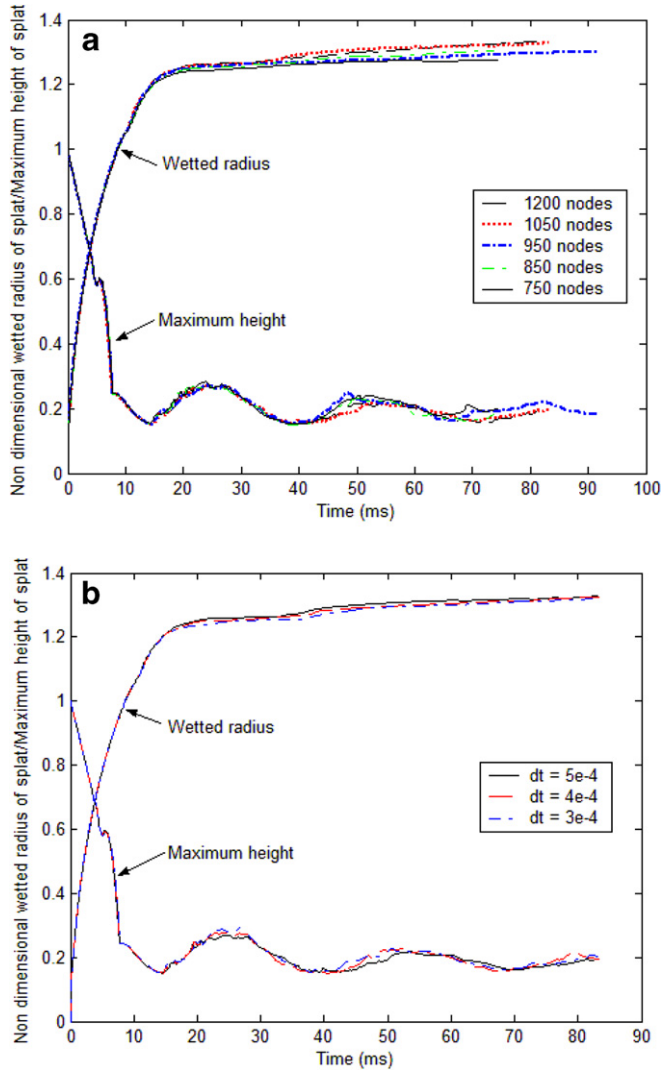 a
Non dimensional wetted radius of splat/Maximum height of splat
1.4
1.2
1
0.8
0.6
0.4
0.2
0
Wetted radius
Maximum height
1200 nodes
1050 nodes
950 nodes
850 nodes
750 nodes
0 10 20 30 40 50 60 70 80 90 100
Time (ms)
b
Non dimensional wetted radius of splat/Maximum height of splat
1.4
1.2
1
0.8
0.6
0.4
0.2
0
Wetted radius
Maximum height
dt = 5e-4
dt = 4e-4
dt = 3e-4
0 10 20 30 40 50 60 70 80 90
Time (ms)